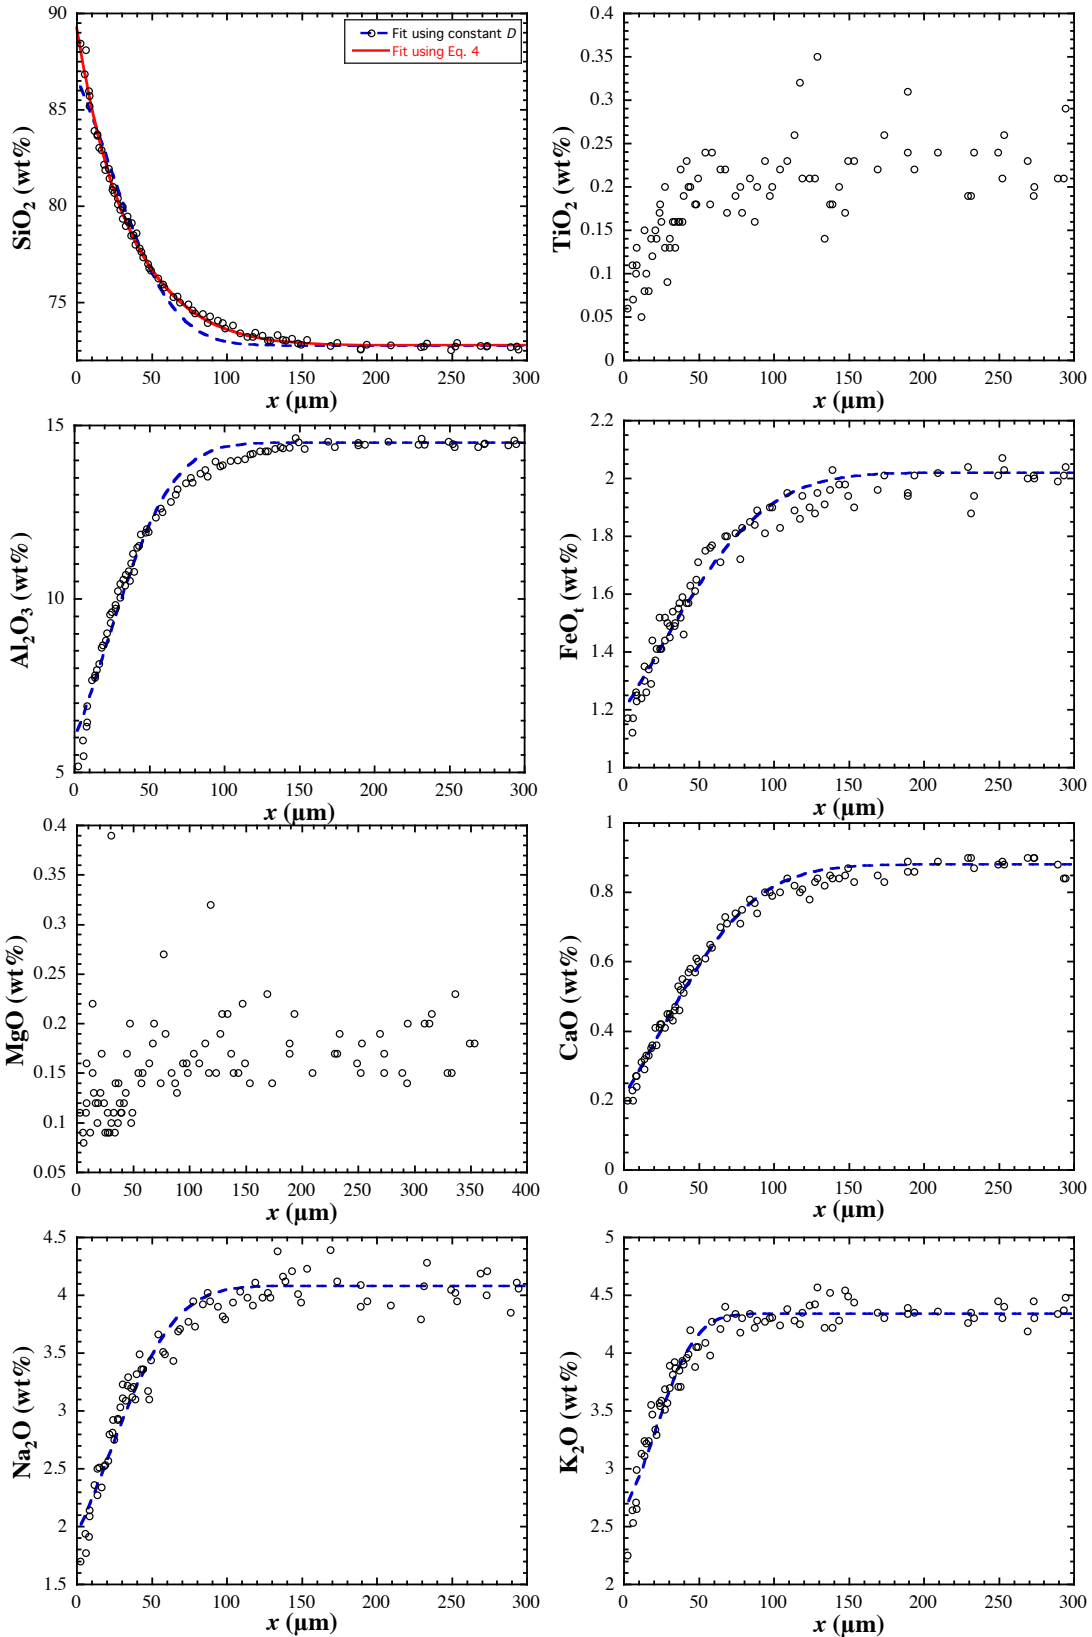 90
85
80
75
SiO2 (wt%)
Fit using constant D
Fit using Eq. 4
0 50 100 150 200 250 300
x (µm)
0.4
0.35
0.3
0.25
0.2
0.15
0.1
0.05
0
TiO2 (wt%)
0 50 100 150 200 250 300
x (µm)
15
10
5
Al2O3 (wt%)
0 50 100 150 200 250 300
x (µm)
2.2
2
1.8
1.6
1.4
1.2
1
FeOt (wt%)
0 50 100 150 200 250 300
x (µm)
0.4
0.35
0.3
0.25
0.2
0.15
0.1
0.05
MgO (wt%)
0 50 100 150 200 250 300 350 400
x (µm)
1
0.8
0.6
0.4
0.2
0
CaO (wt%)
0 50 100 150 200 250 300
x (µm)
4.5
4
3.5
3
2.5
2
1.5
Na2O (wt%)
0 50 100 150 200 250 300
x (µm)
5
4.5
4
3.5
3
2.5
2
K2O (wt%)
0 50 100 150 200 250 300
x (µm)